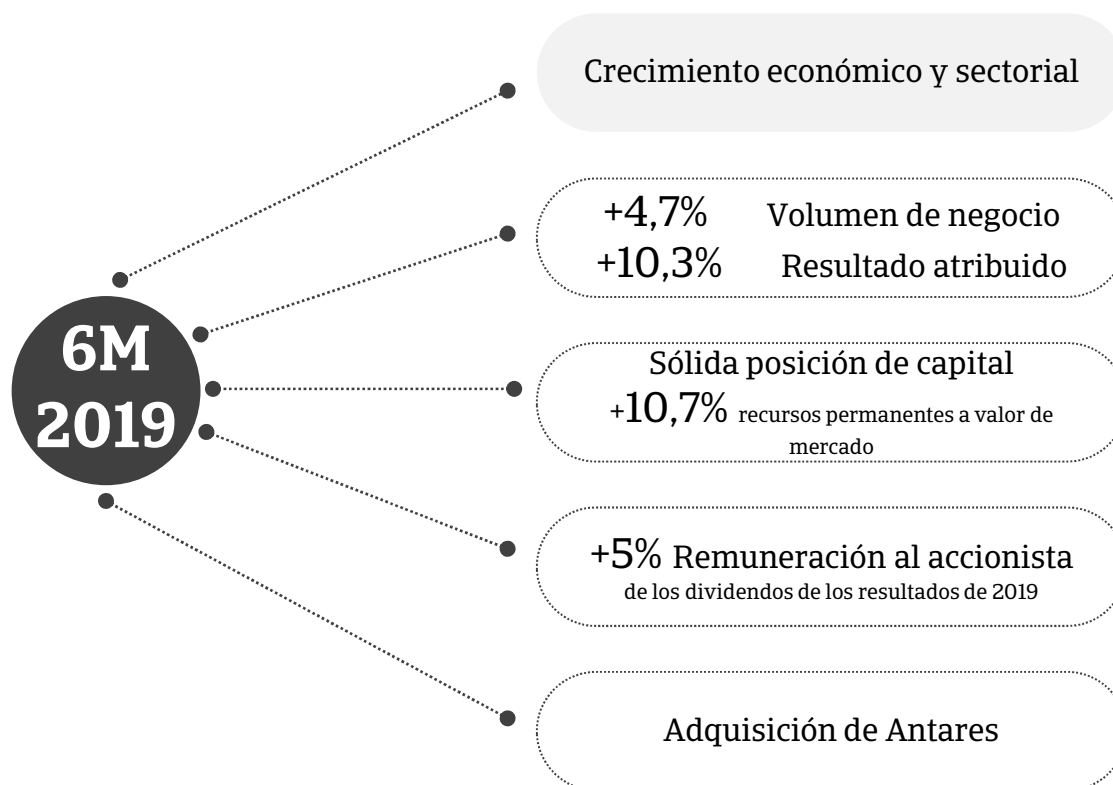 6M
2019
Crecimiento económico y sectorial
+4,7% Volumen de negocio
+10,3% Resultado atribuido
Sólida posición de capital
+10,7% recursos permanentes a valor de
mercado
+5% Remuneración al accionista
de los dividendos de los resultados de 2019
Adquisición de Antares